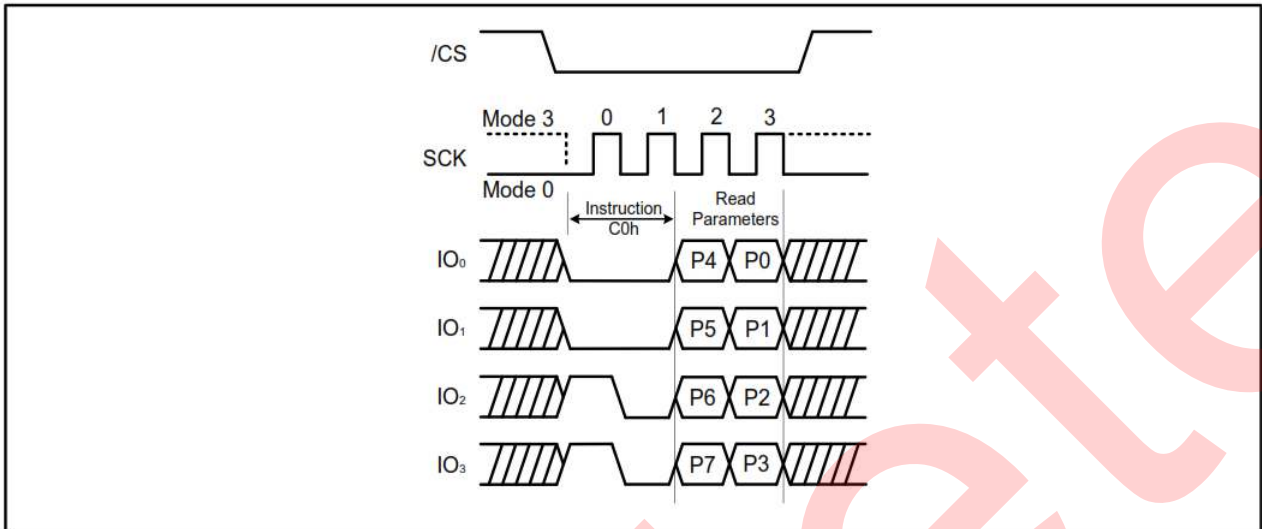 /CS
Mode 3 0 1 2 3
SCK
Mode 0
Instruction
C0h
Read
Parameters
IO₀ P4 P0
IO₁ P5 P1
IO₂ P6 P2
IO₃ P7 P3
ete